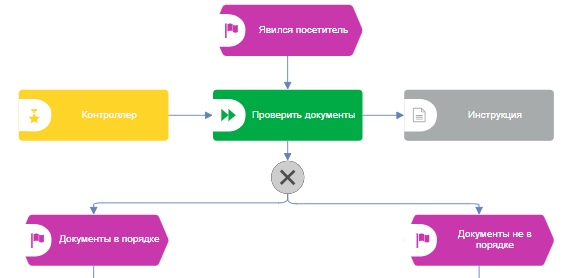 Явился посетитель
Контроллер
Проверить документы
Инструкция
Документы в порядке
Документы не в
порядке